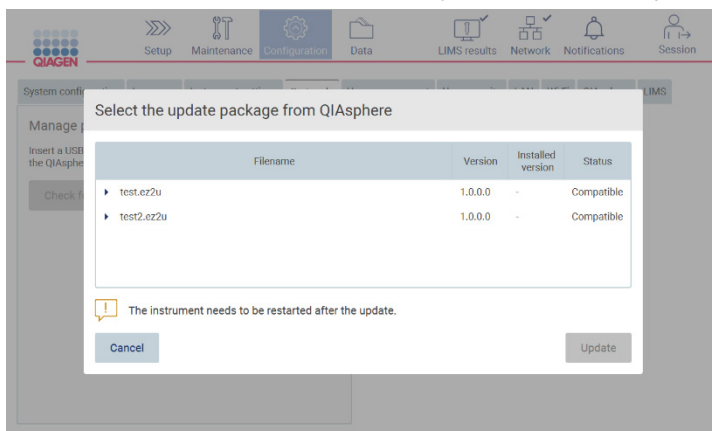 QIAGEN
Setup
Maintenance
Configuration
Data
LIMS results
Network
Notifications
Session
System confi
LIMS
Manage p
Insert a USB
the QIAsphe
Check f
Select the update package from QIAsphere
Filename
Version
Installed version
Status
test.ez2u
1.0.0.0
-
Compatible
test2.ez2u
1.0.0.0
-
Compatible
The instrument needs to be restarted after the update.
Cancel
Update